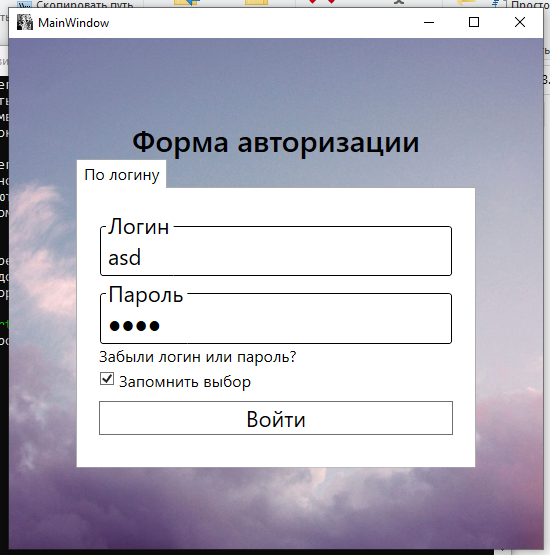 Скопировать путь
Просто
MainWindow
Форма авторизации
По логину
Логин
asd
Пароль
●●●●
Забыли логин или пароль?
Запомнить выбор
Войти